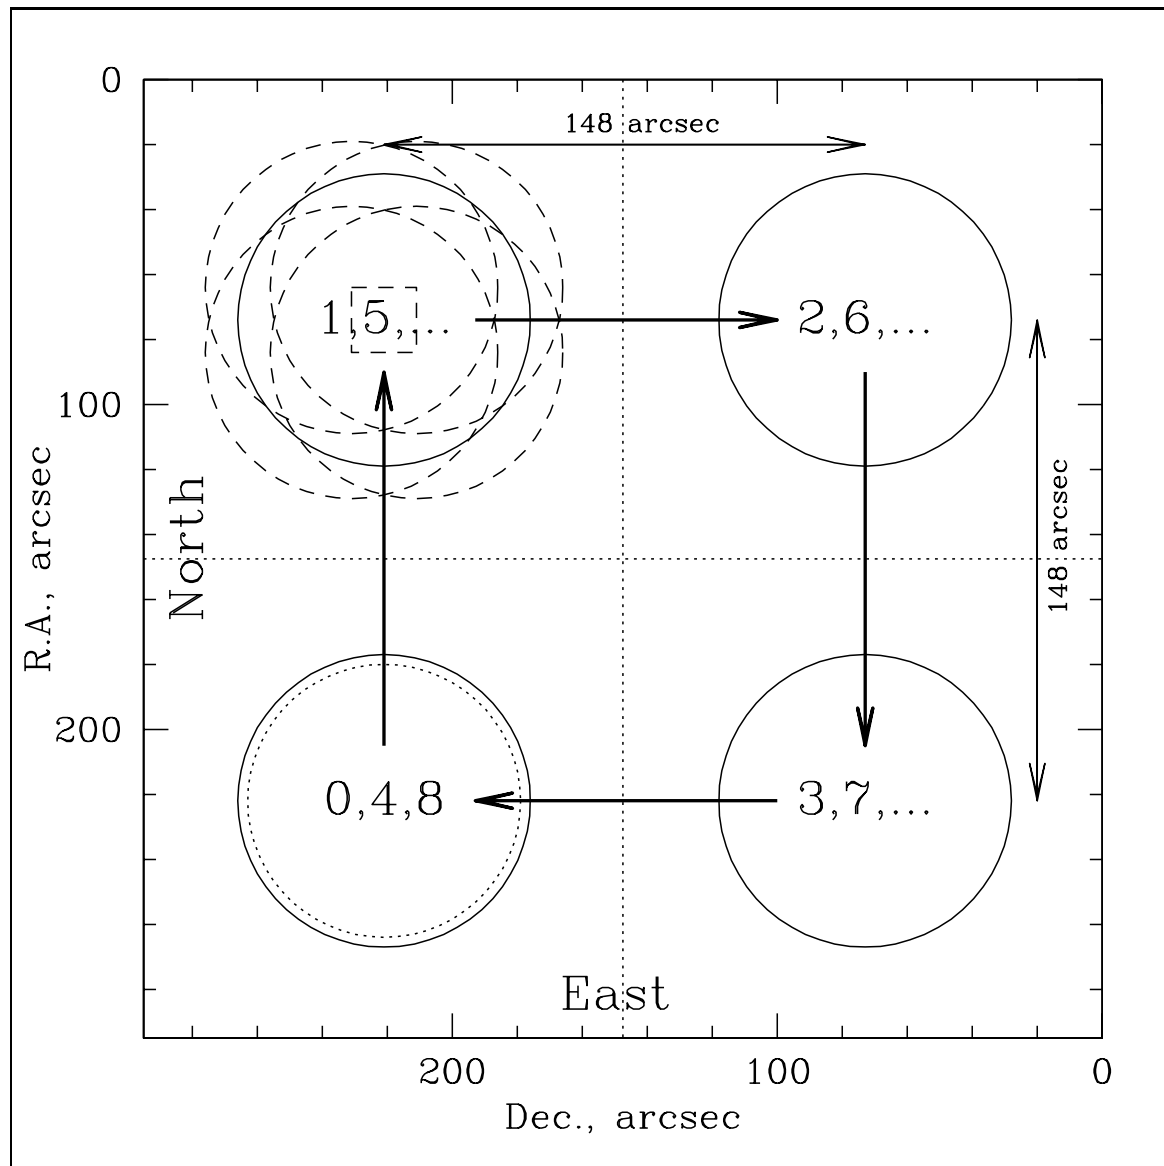 0
148 arcsec
1,5,...
2,6,...
100
148 arcsec
R.A., arcsec
North
200
0,4,8
3,7,...
East
200
100
0
Dec., arcsec